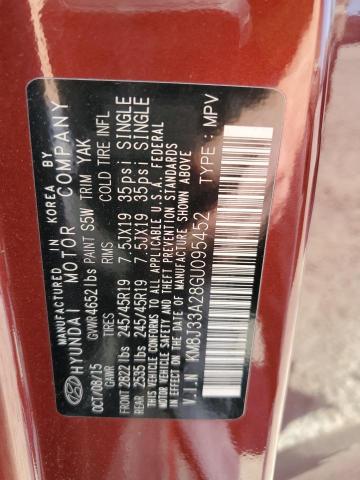 MANUFACTURED IN KOREA BY
HYUNDAI MOTOR COMPANY
OCT/08/15 GVWR 4652 lbs PAINT S5W TRIM YAK
GAWR TIRES RIMS COLD TIRE INFL
FRONT 2822 lbs 245/45R19 7.5JX19 35psi SINGLE
REAR 2535 lbs 245/45R19 7.5JX19 35psi SINGLE
THIS VEHICLE CONFORMS TO ALL APPLICABLE U.S.A. FEDERAL
MOTOR VEHICLE SAFETY, BUMPER, AND THEFT PREVENTION STANDARDS
IN EFFECT ON THE DATE OF MANUFACTURE SHOWN ABOVE.
V.I.N KM8J33A28GU095452 TYPE: MPV